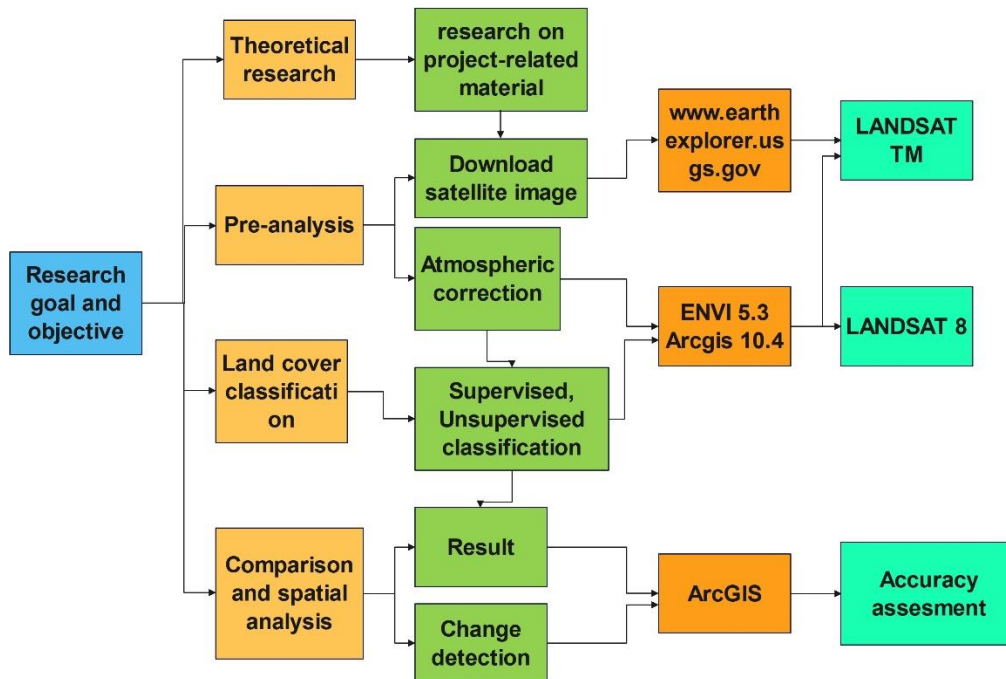 Theoretical
research
research on
project-related
material
www.earth
explorer.us
gs.gov
LANDSAT
TM
Download
satellite image
Pre-analysis
Atmospheric
correction
Research
goal and
objective
ENVI 5.3
Arcgis 10.4
LANDSAT 8
Land cover
classificati
on
Supervised,
Unsupervised
classification
Comparison
and spatial
analysis
Result
Change
detection
ArcGIS
Accuracy
assesment